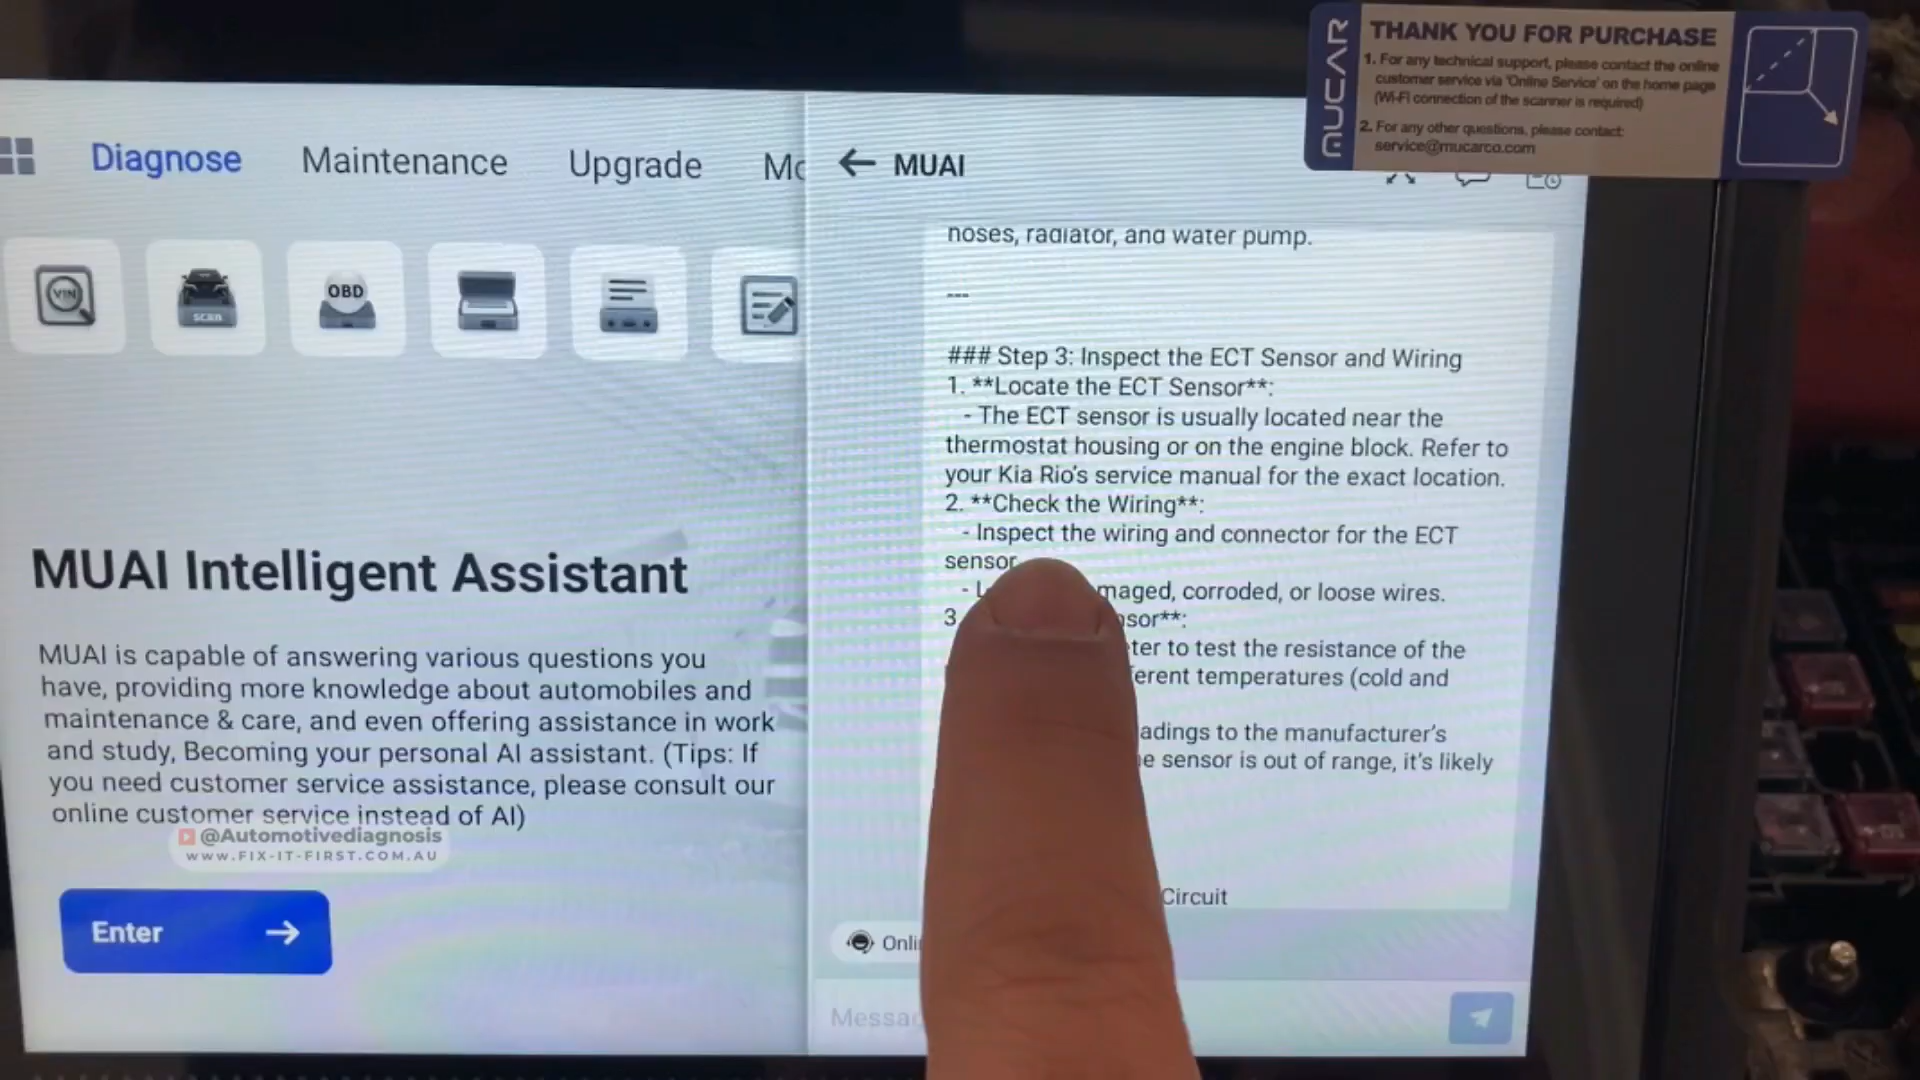 MUCAR
THANK YOU FOR PURCHASE
1. For any technical support, please contact the online
customer service via 'Online Service' on the home page
(Wi-Fi connection of the scanner is required)
2. For any other questions, please contact:
service@mucarco.com
Diagnose Maintenance Upgrade Mo
VIN
SCAN
OBD
MUAI Intelligent Assistant
MUAI is capable of answering various questions you
have, providing more knowledge about automobiles and
maintenance & care, and even offering assistance in work
and study, Becoming your personal AI assistant. (Tips: If
you need customer service assistance, please consult our
online customer service instead of AI)
@Automotivediagnosis
WWW.FIX-IT-FIRST.COM.AU
Enter
MUAI
hoses, radiator, and water pump.
---
### Step 3: Inspect the ECT Sensor and Wiring
1. **Locate the ECT Sensor**:
- The ECT sensor is usually located near the
thermostat housing or on the engine block. Refer to
your Kia Rio's service manual for the exact location.
2. **Check the Wiring**:
- Inspect the wiring and connector for the ECT
sensor
- L maged, corroded, or loose wires.
3 nsor**:
ter to test the resistance of the
erent temperatures (cold and
adings to the manufacturer's
e sensor is out of range, it's likely
Circuit
Onli
Messa